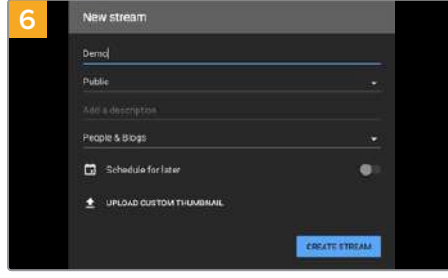 6
New stream
Demo
Public
Add a description
People & Blogs
Schedule for later
UPLOAD CUSTOM THUMBNAIL
CREATE STREAM